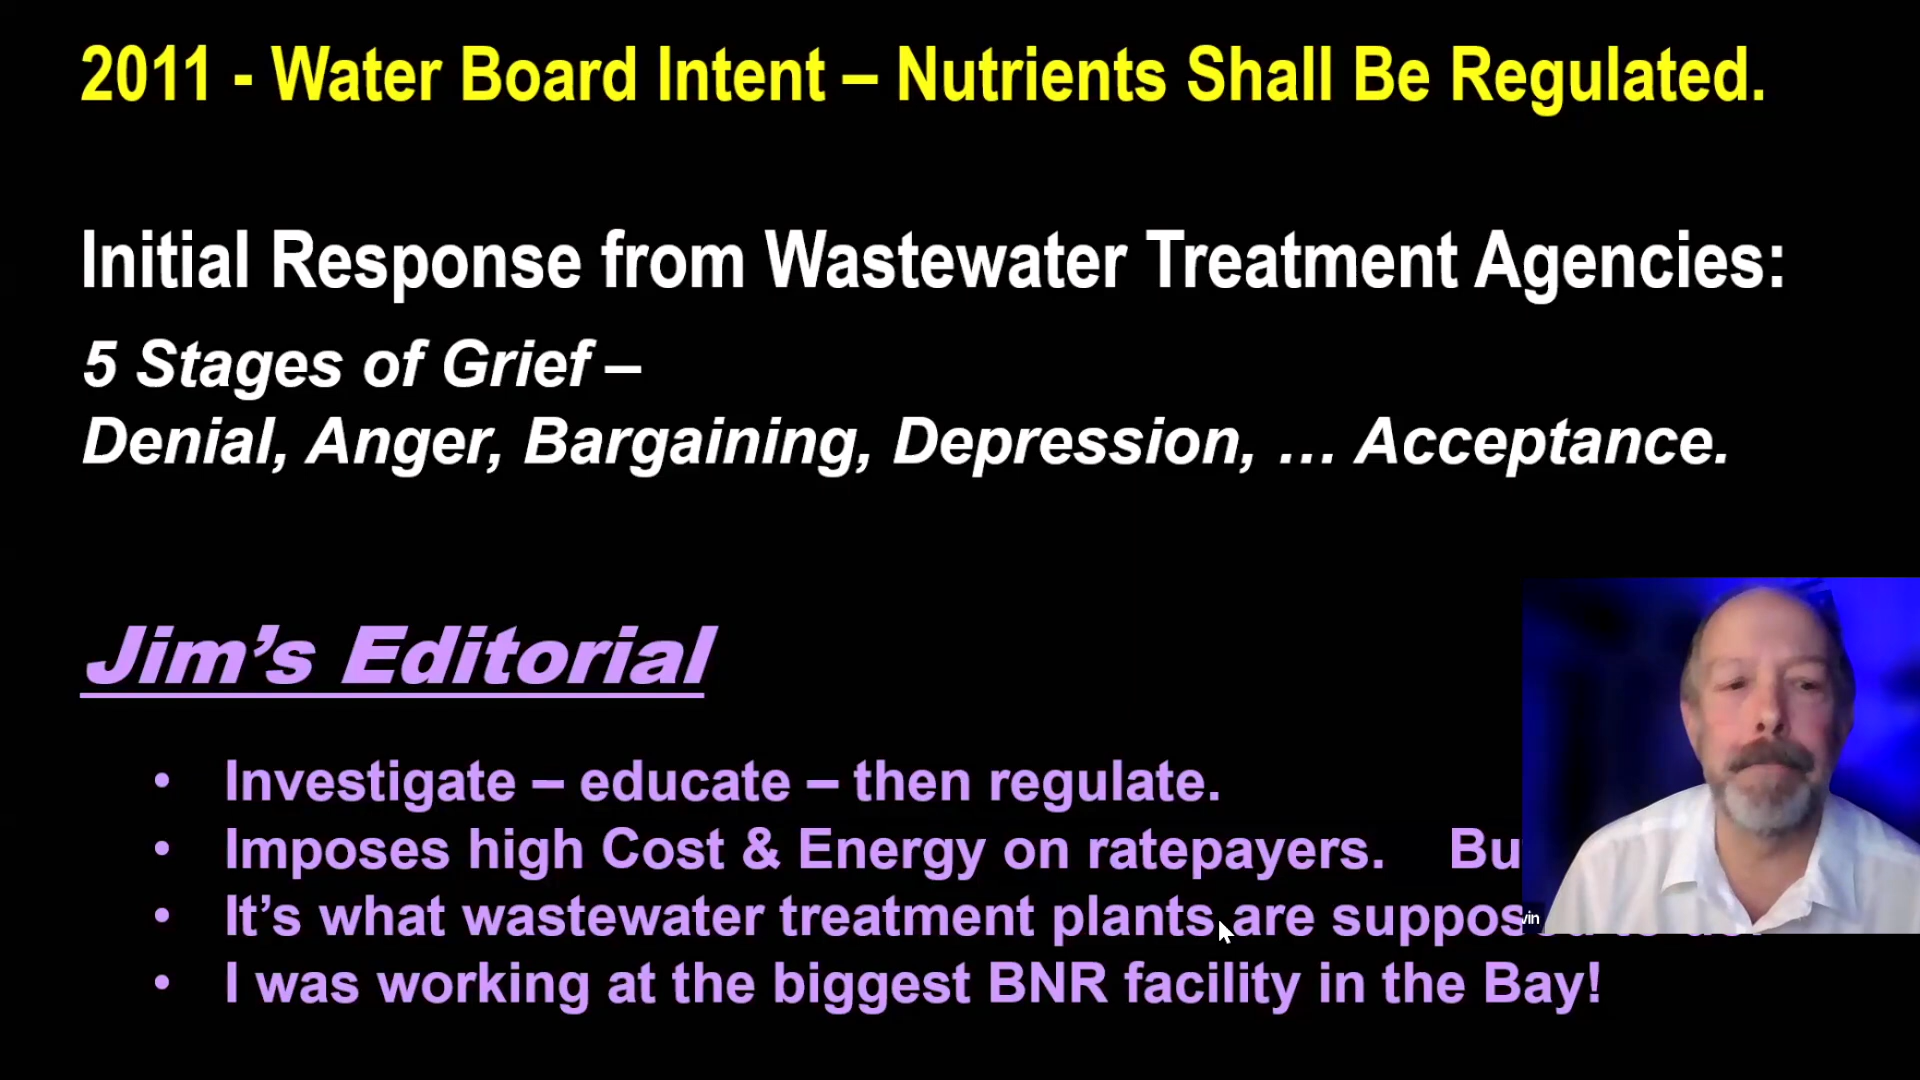 2011 - Water Board Intent – Nutrients Shall Be Regulated.
Initial Response from Wastewater Treatment Agencies:
5 Stages of Grief –
Denial, Anger, Bargaining, Depression, … Acceptance.
Jim’s Editorial
• Investigate – educate – then regulate.
• Imposes high Cost & Energy on ratepayers. Bu
• It’s what wastewater treatment plants are
• I was working at the biggest BNR facility in the Bay!
vin